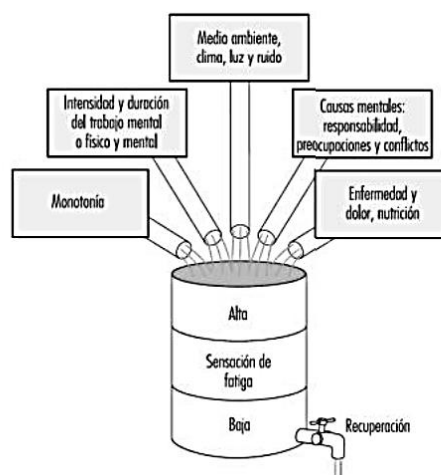 Medio ambiente,
clima, luz y ruido
Intensidad y duración
del trabajo mental
o físico y mental
Causas mentales:
responsabilidad,
preocupaciones y conflictos
Monotonía
Enfermedad y
dolor, nutrición
Alta
Sensación de
fatiga
Baja
Recuperación